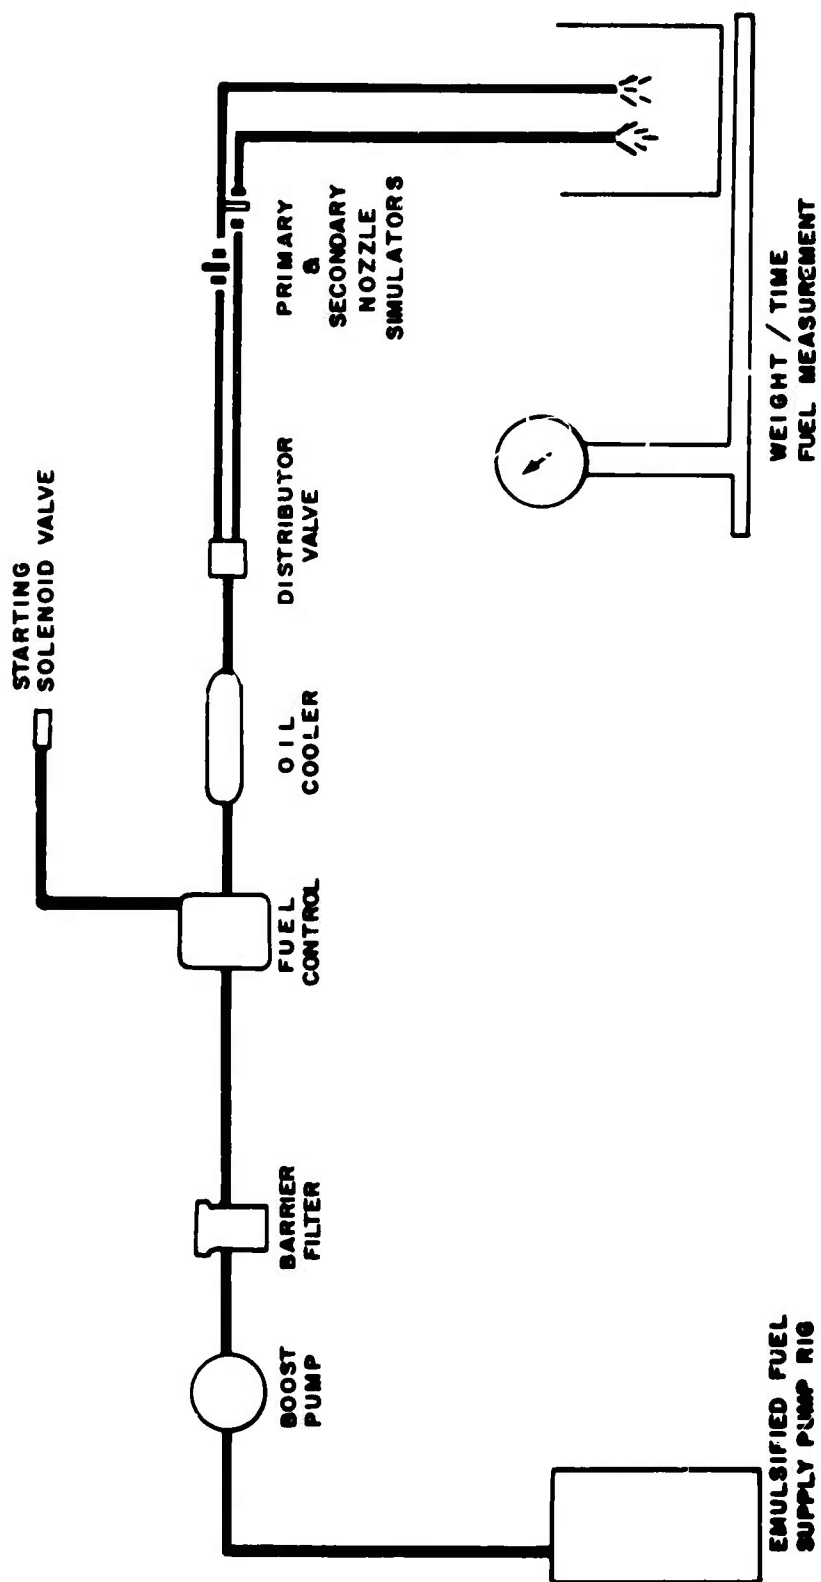 STARTING
SOLENOID VALVE
EMULSIFIED FUEL
SUPPLY PUMP RIG
BOOST
PUMP
BARRIER
FILTER
FUEL
CONTROL
OIL
COOLER
DISTRIBUTOR
VALVE
PRIMARY
&
SECONDARY
NOZZLE
SIMULATORS
WEIGHT / TIME
FUEL MEASUREMENT